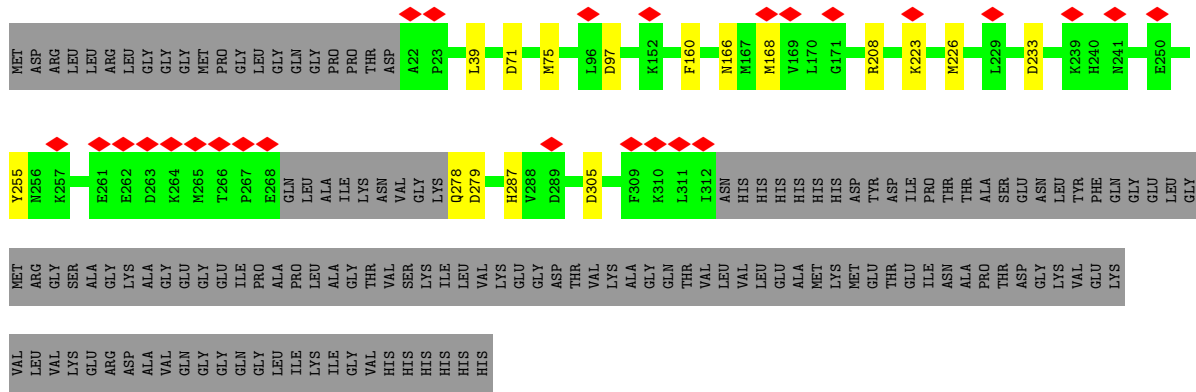 MET ASP ARG LEU LEU ARG LEU GLY GLY GLY MET PRO GLY LEU GLY GLN GLY PRO PRO THR ASP A22 P23 L39 D71 M75 L96 D97 K152 F160 N166 M167 M168 V169 L170 G171 R208 K223 M226 L229 D233 K239 H240 N241 E250
Y255 N256 K257 E261 E262 D263 K264 M265 T266 P267 E268 GLN LEU ALA ILE LYS ASN VAL GLY LYS Q278 D279 H287 V288 D289 D305 F309 K310 L311 I312 ASN HIS HIS HIS HIS HIS HIS ASP TYR ASP ILE PRO THR THR ALA SER GLU ASN LEU TYR PHE GLN GLY GLU LEU GLY
MET ARG GLY SER ALA GLY LYS ALA GLY GLU GLY GLU ILE PRO ALA PRO LEU ALA GLY THR VAL SER LYS ILE LEU VAL LYS GLU GLY ASP THR VAL LYS ALA GLY GLN THR VAL LEU VAL LEU GLU ALA MET LYS MET GLU THR GLU ILE ASN ALA PRO THR ASP GLY LYS VAL GLU LYS
VAL LEU VAL LYS GLU ARG ASP ALA VAL GLN GLY GLY GLN GLY LEU ILE LYS ILE GLY VAL HIS HIS HIS HIS HIS HIS